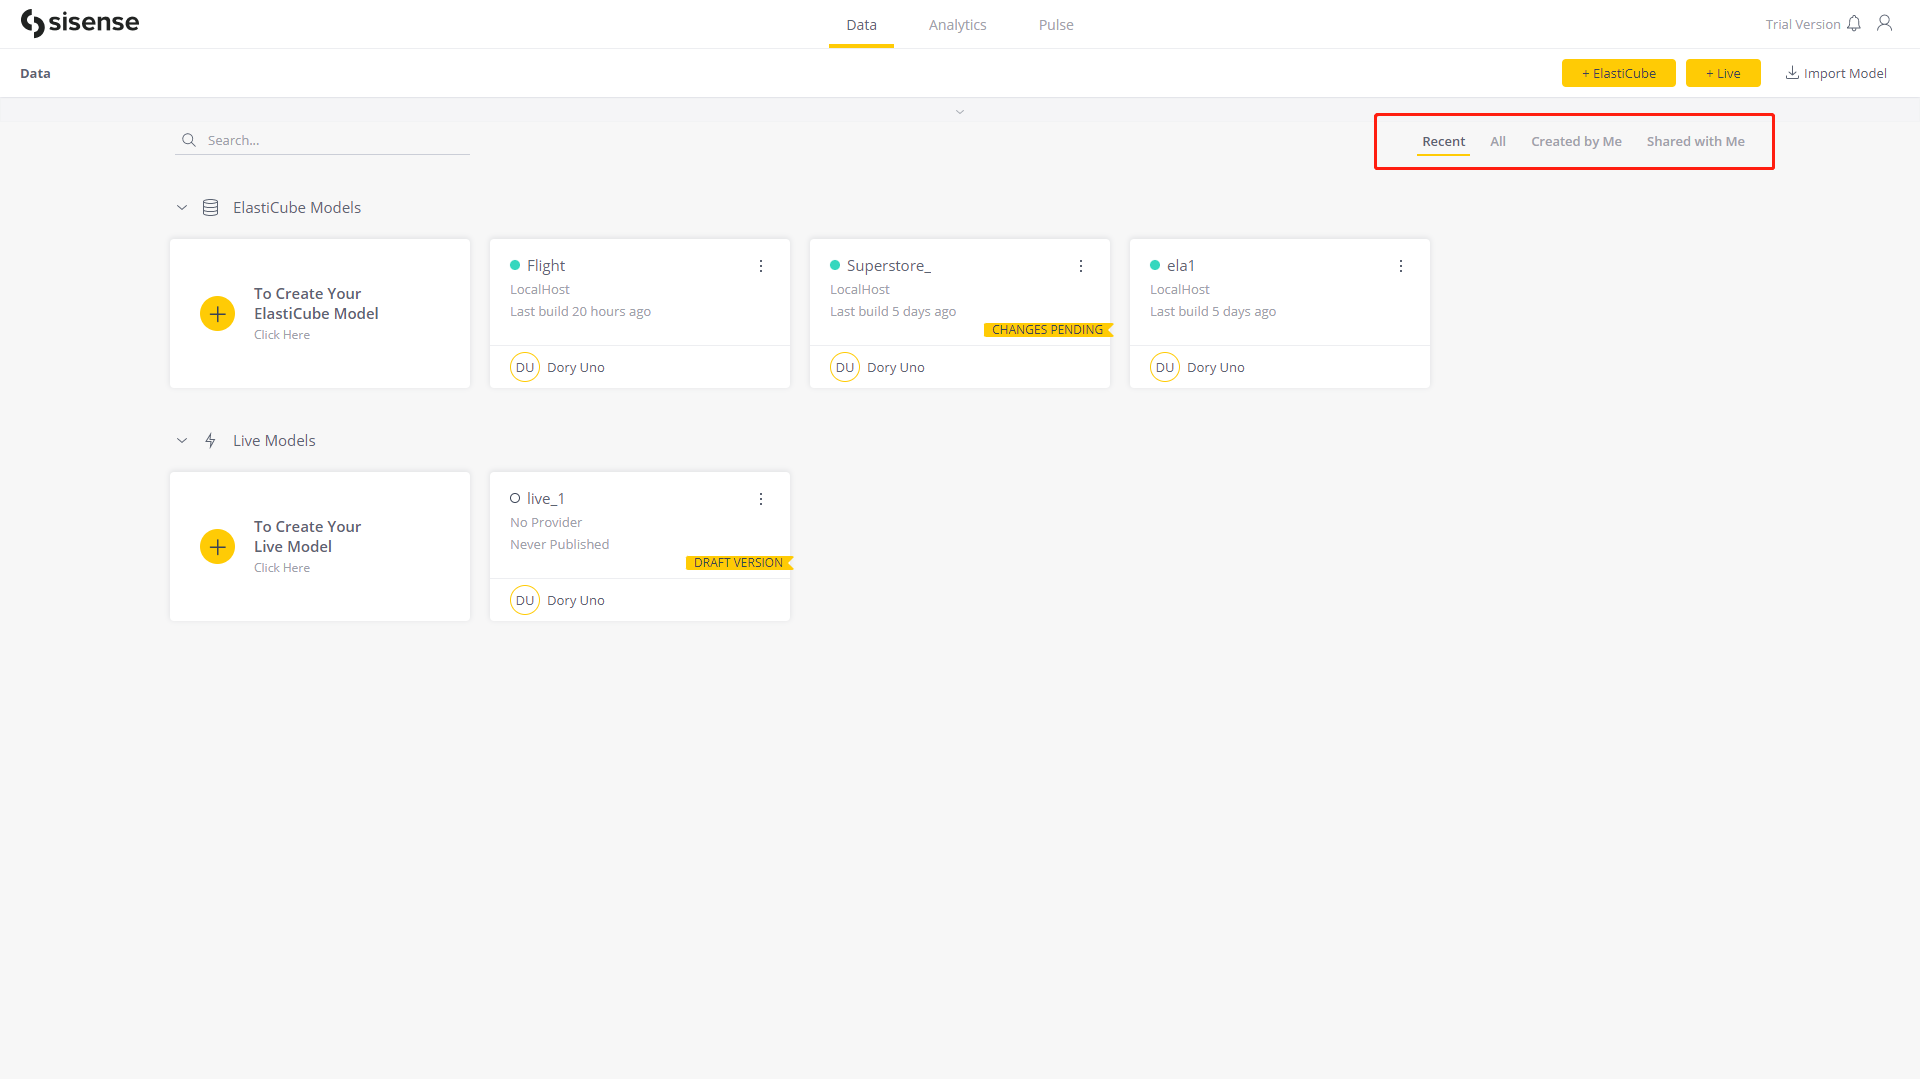 sisense
Data Analytics Pulse
Trial Version
Data
+ ElastiCube + Live Import Model
Search...
Recent All Created by Me Shared with Me
ElastiCube Models
To Create Your
ElastiCube Model
Click Here
Flight
LocalHost
Last build 20 hours ago
DU Dory Uno
Superstore_
LocalHost
Last build 5 days ago
CHANGES PENDING
DU Dory Uno
ela1
LocalHost
Last build 5 days ago
DU Dory Uno
Live Models
To Create Your
Live Model
Click Here
live_1
No Provider
Never Published
DRAFT VERSION
DU Dory Uno